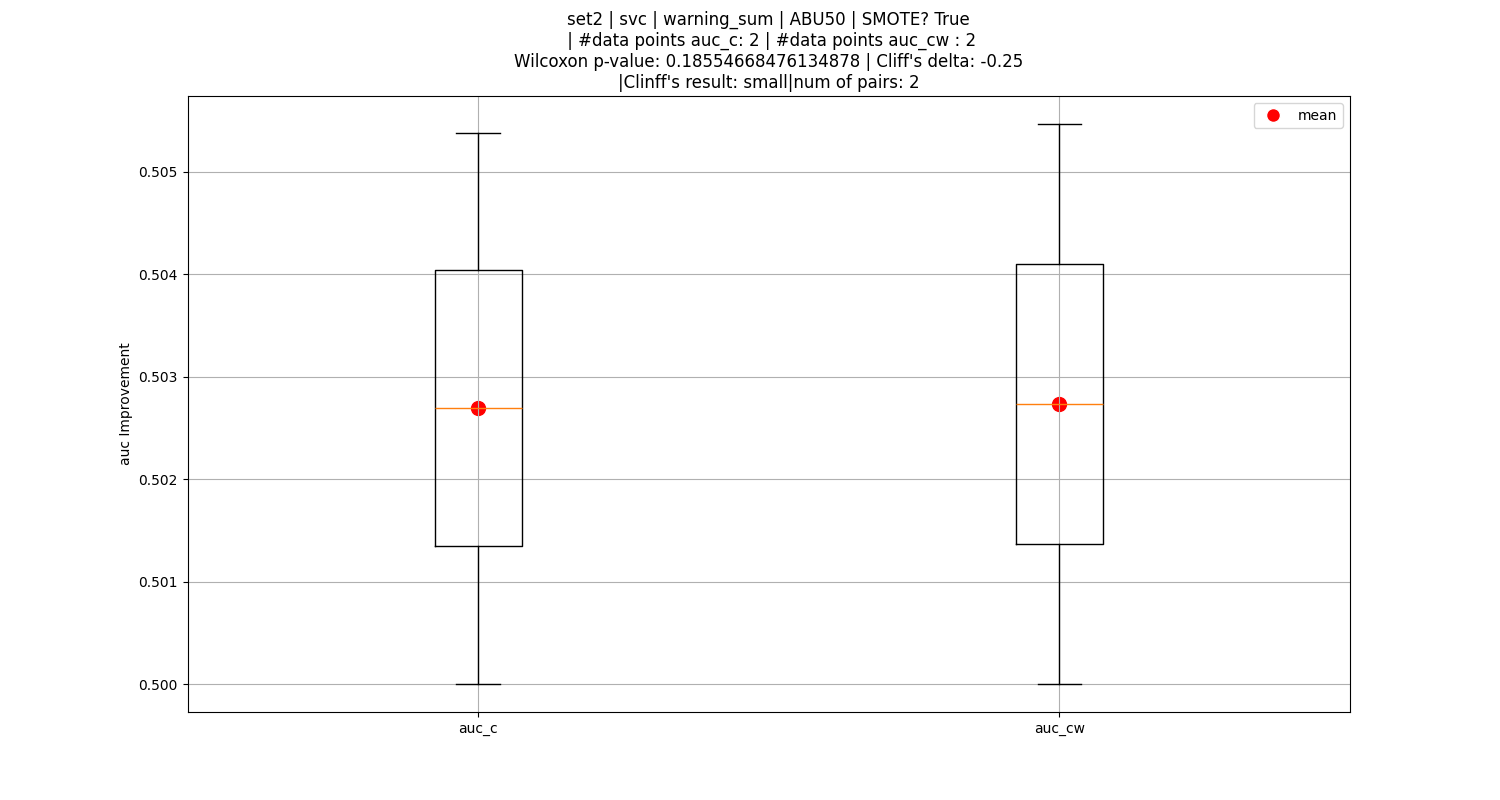 set2 | svc | warning_sum | ABU50 | SMOTE? True
| #data points auc_c: 2 | #data points auc_cw : 2
Wilcoxon p-value: 0.18554668476134878 | Cliff's delta: -0.25
|Clinff's result: small|num of pairs: 2
mean
auc Improvement
0.505
0.504
0.503
0.502
0.501
0.500
auc_c
auc_cw